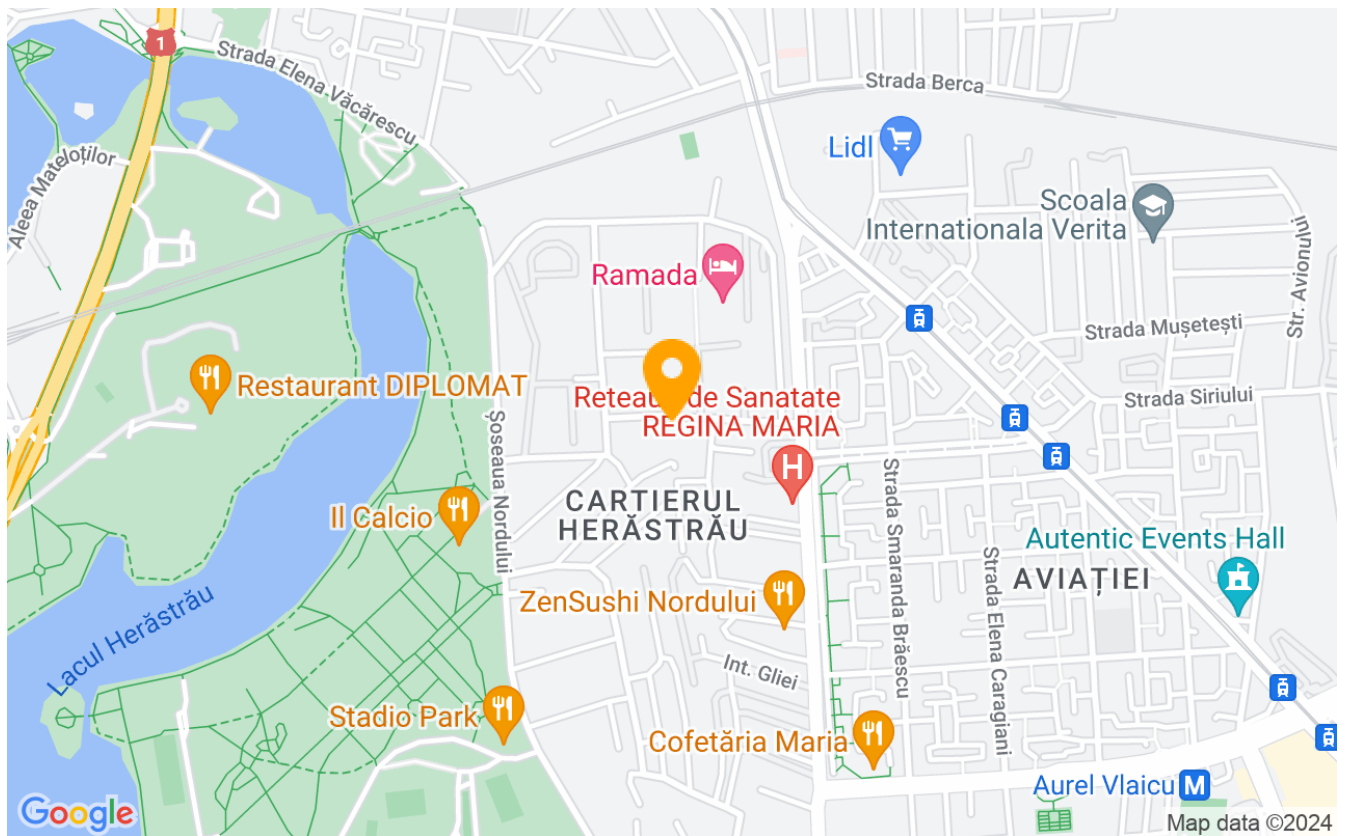 1
Strada Elena Văcărescu
Strada Berca
Aleea Mateloților
Lidl
Scoala
Internationala Verita
Str. Avionului
Ramada
Strada Mușetești
Restaurant DIPLOMAT
Reteaua de Sanatate
REGINA MARIA
Strada Siriului
Șoseaua Nordului
H
CARTIERUL
HERĂSTRĂU
Il Calcio
Strada Smaranda Brăescu
Autentic Events Hall
AVIAȚIEI
Strada Elena Caragiani
ZenSushi Nordului
Lacul Herăstrău
Int. Gliei
Stadio Park
Cofetăria Maria
Aurel Vlaicu M
Google
Map data ©2024